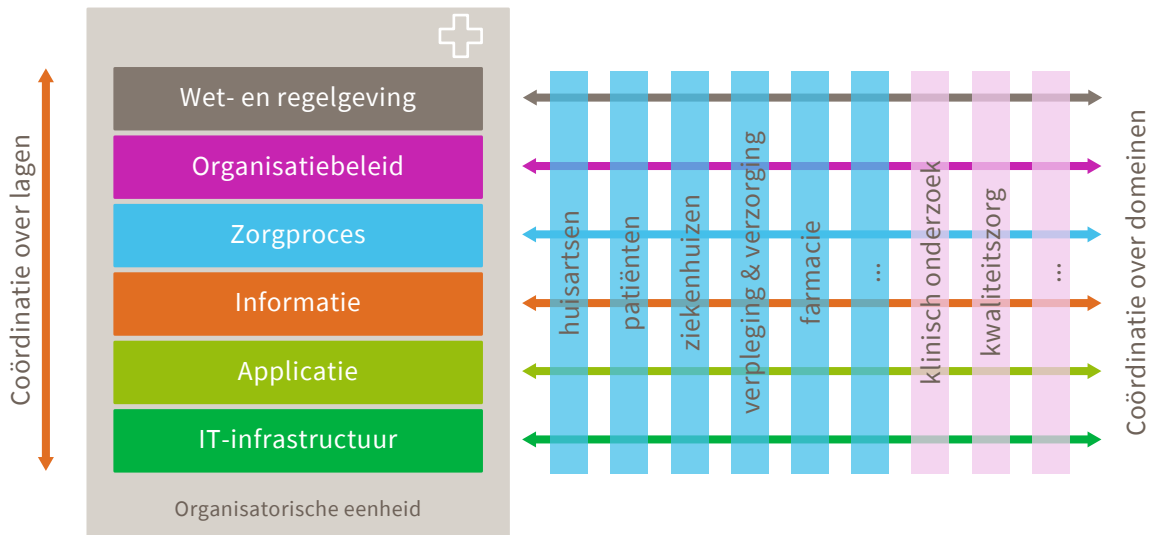 Coördinatie over lagen
Wet- en regelgeving
Organisatiebeleid
Zorgproces
Informatie
Applicatie
IT-infrastructuur
Organisatorische eenheid
huisartsen
patiënten
ziekenhuizen
verpleging & verzorging
farmacie
...
klinisch onderzoek
kwaliteitszorg
...
Coördinatie over domeinen